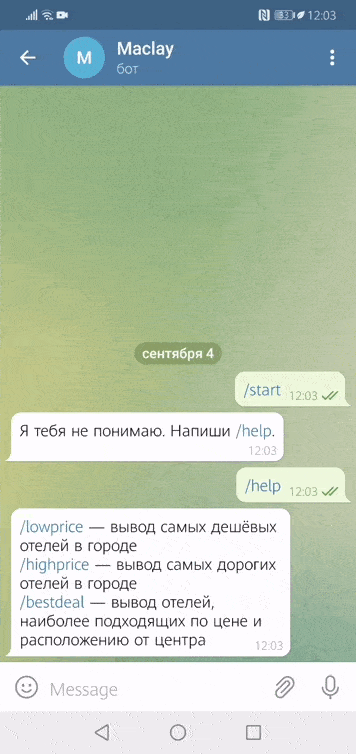 12:03
Maclay
M
бот
сентября 4
/start 12:03
Я тебя не понимаю. Напиши /help.
12:03
/help 12:03
/lowprice — вывод самых дешёвых
отелей в городе
/highprice — вывод самых дорогих
отелей в городе
/bestdeal — вывод отелей,
наиболее подходящих по цене и
расположению от центра
12:03
Message